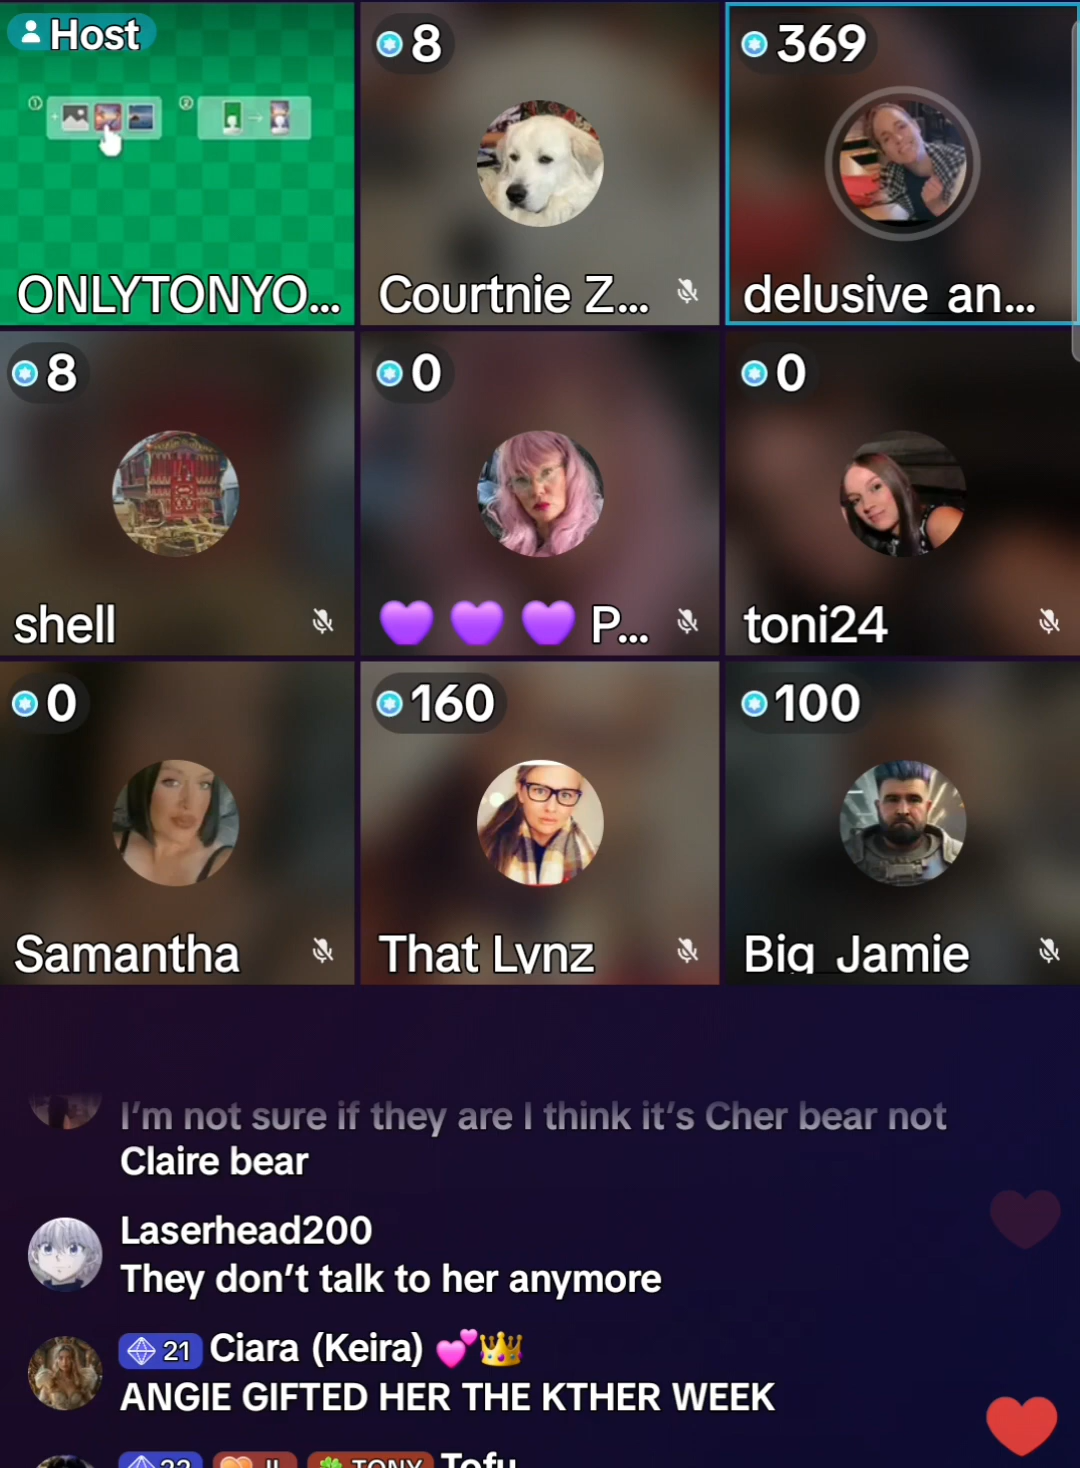 Host
8
369
ONLYTONYO...
Courtnie Z...
delusive an...
8
0
0
shell
💜 💜 💜 P...
toni24
0
160
100
Samantha
That Lynz
Big Jamie
I'm not sure if they are I think it's Cher bear not
Claire bear
Laserhead200
They don't talk to her anymore
21 Ciara (Keira) 💕👑
ANGIE GIFTED HER THE KTHER WEEK
TONY Tofu